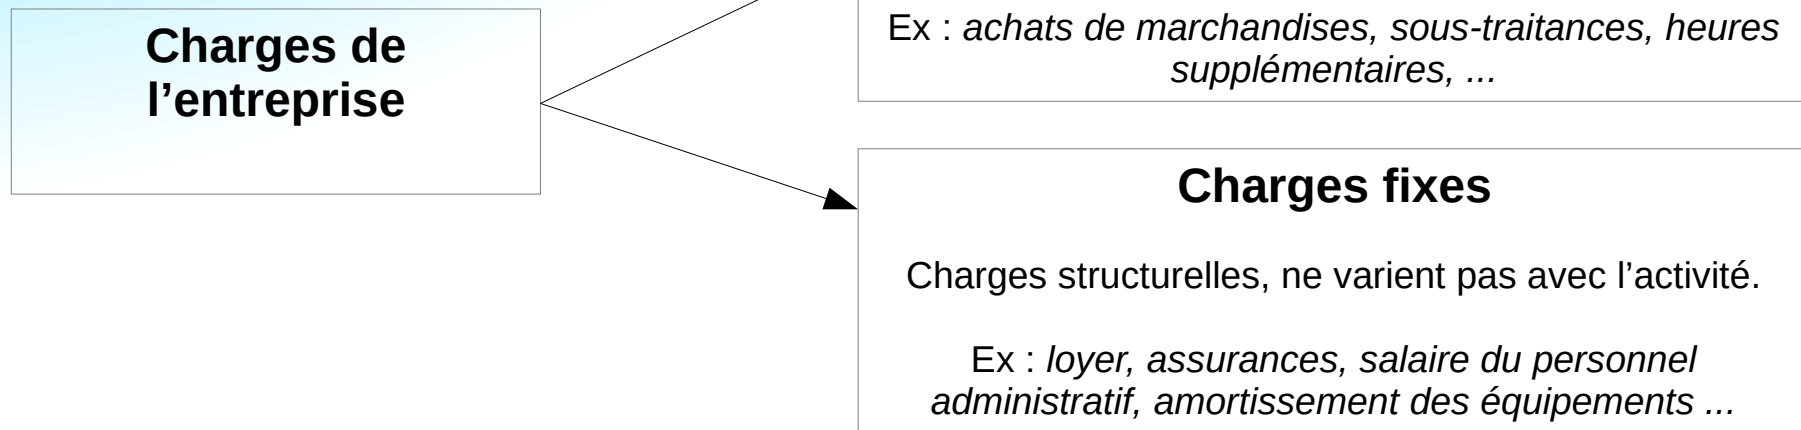 Charges de
l’entreprise
Ex : achats de marchandises, sous-traitances, heures
supplémentaires, ...
Charges fixes
Charges structurelles, ne varient pas avec l’activité.
Ex : loyer, assurances, salaire du personnel
administratif, amortissement des équipements ...